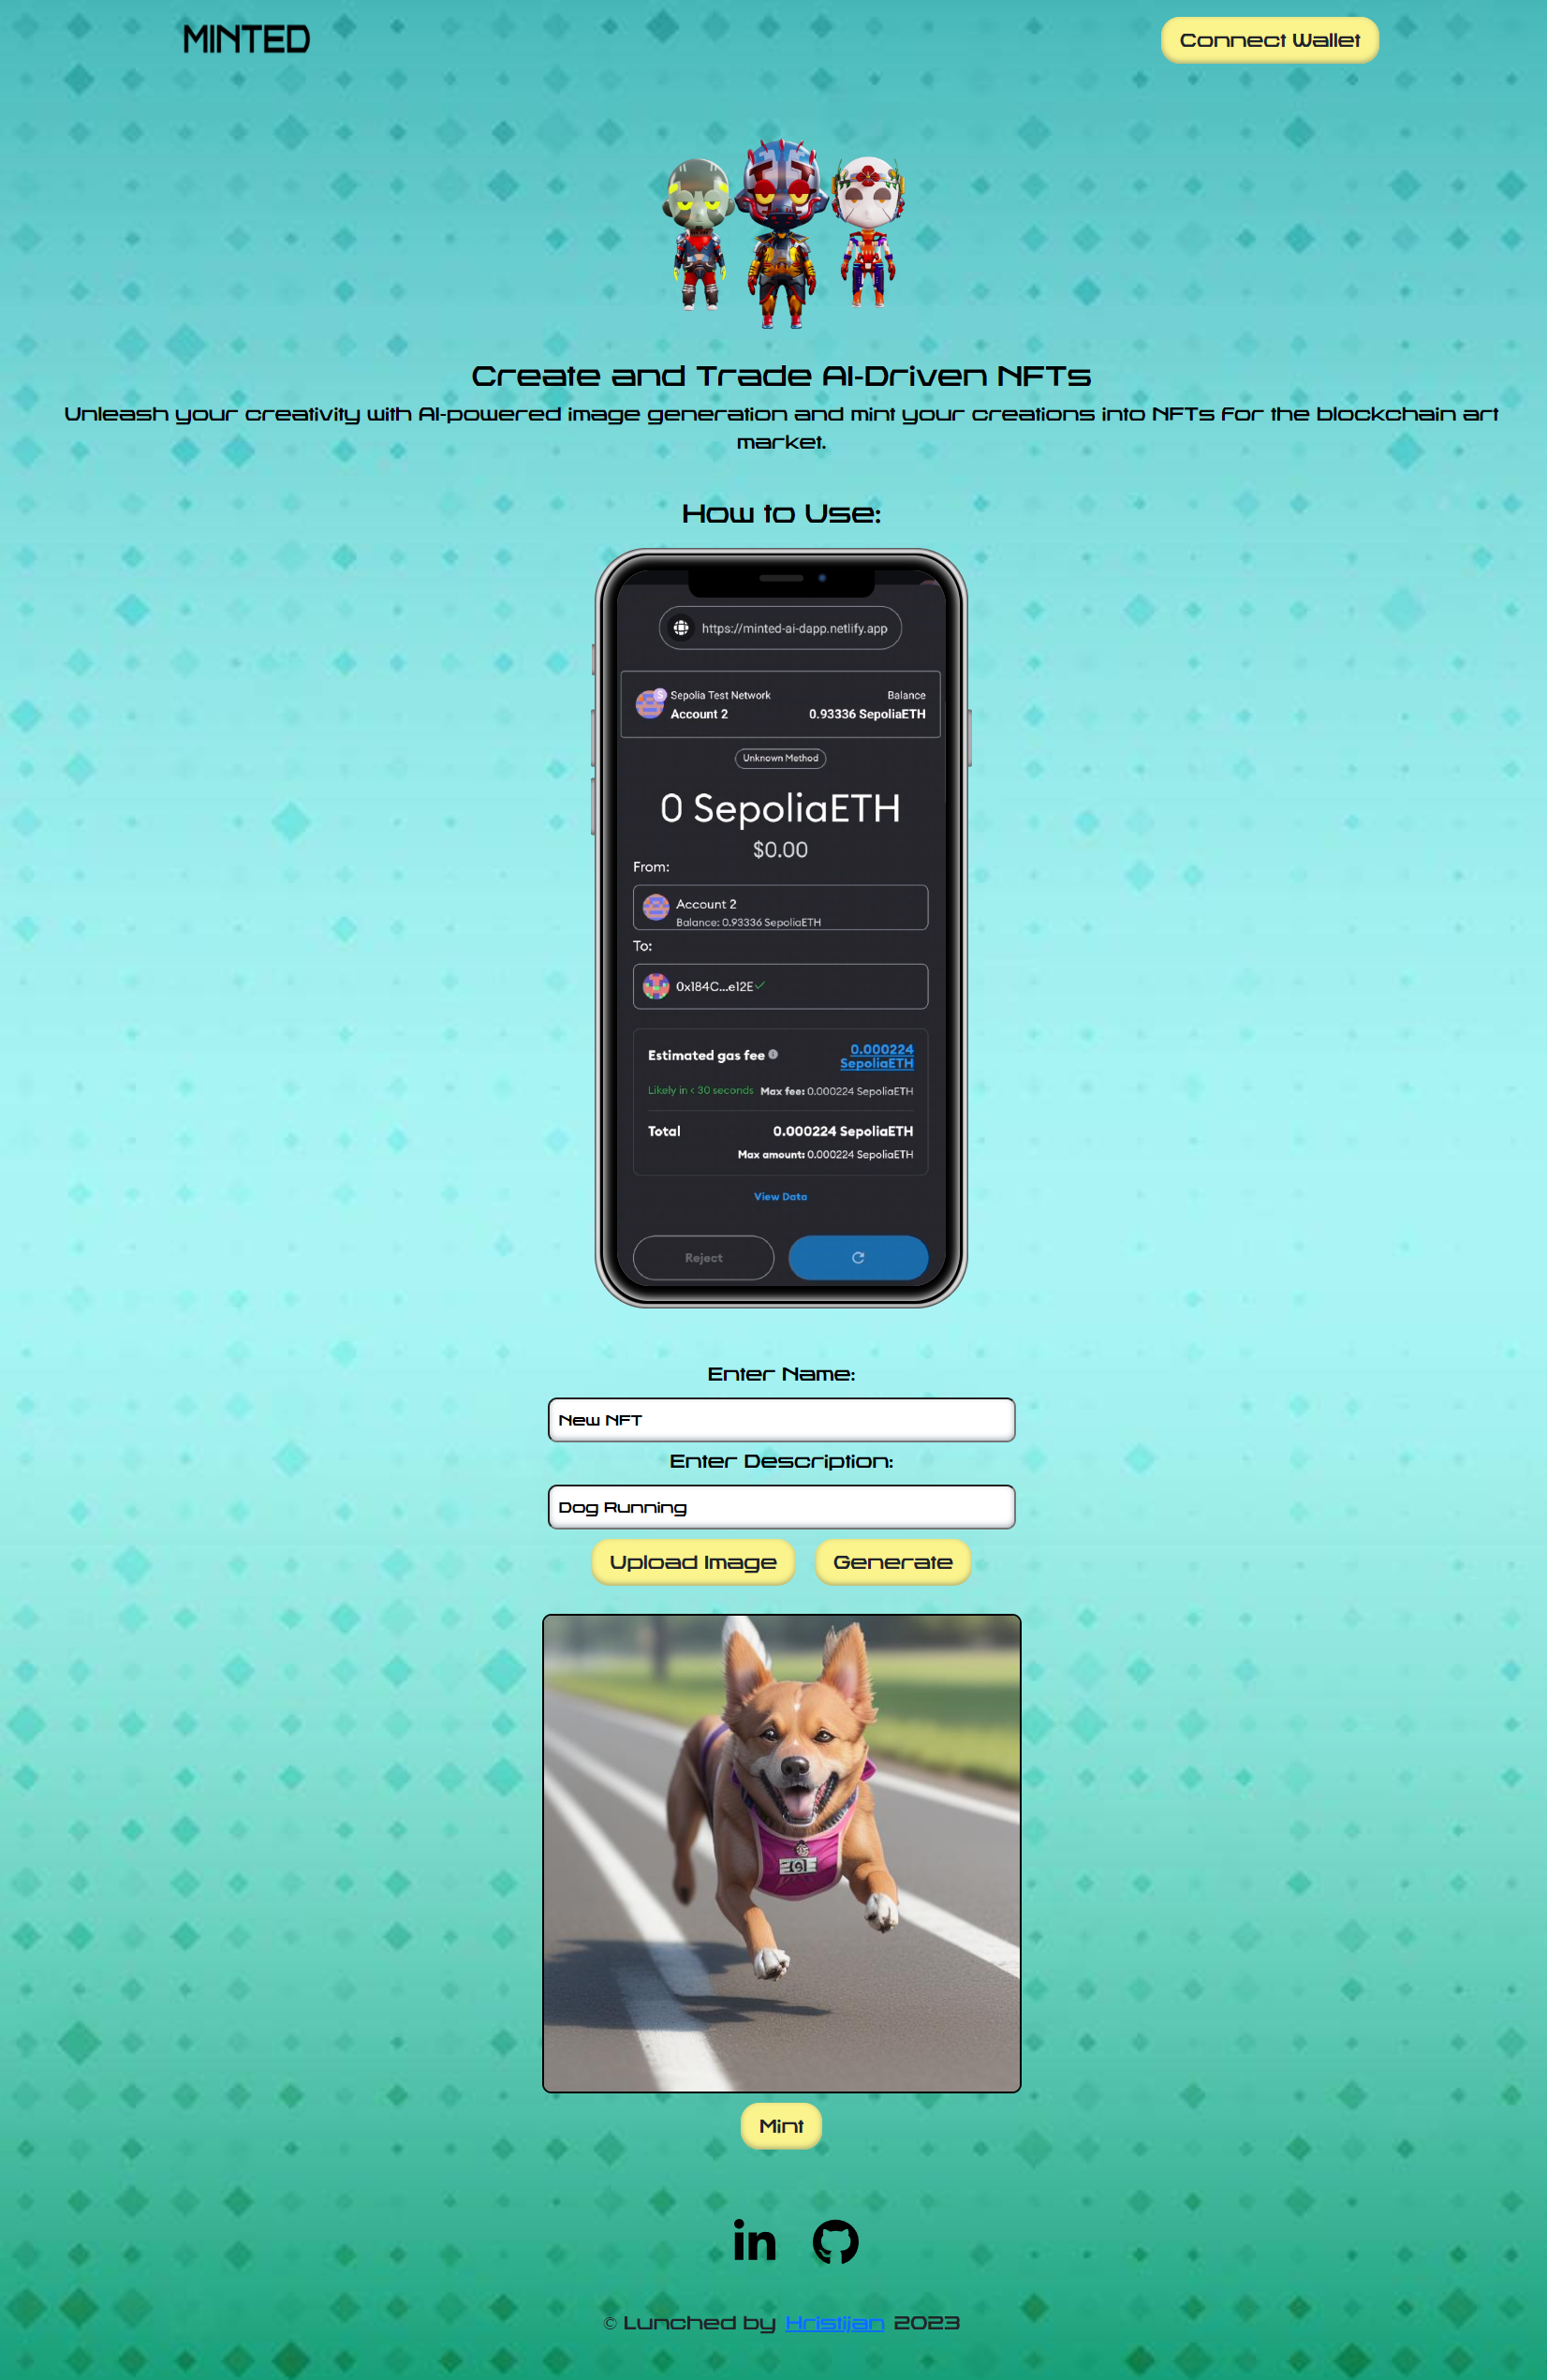 MINTED
Connect Wallet
Create and Trade AI-Driven NFTs
Unleash your creativity with AI-powered image generation and mint your creations into NFTs For the blockchain art
market.
How to Use:
https://minted-ai-dapp.netlify.app
S
Sepolia Test Network
Balance
Account 2
0.93336 SepoliaETH
Unknown Method
0 SepoliaETH
$0.00
From:
Account 2
Balance: 0.93336 SepoliaETH
To:
0x184C...e12E
Estimated gas fee
0.000224
SepoliaETH
Likely in < 30 seconds
Max fee: 0.000224 SepoliaETH
Total
0.000224 SepoliaETH
Max amount: 0.000224 SepoliaETH
View Data
Reject
Enter Name:
New NFT
Enter Description:
Dog Running
Upload Image
Generate
Mint
in
© Lunched by Hristijan 2023